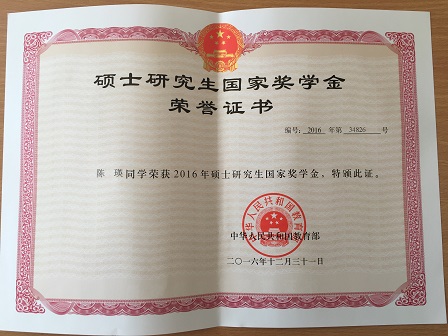 硕士研究生国家奖学金
荣誉证书
编号: 2016 年第 34826 号
陈 瑛同学荣获2016年硕士研究生国家奖学金，特颁此证。
中华人民共和国教育部
中华人民共和国教育部
二〇一六年十二月三十一日